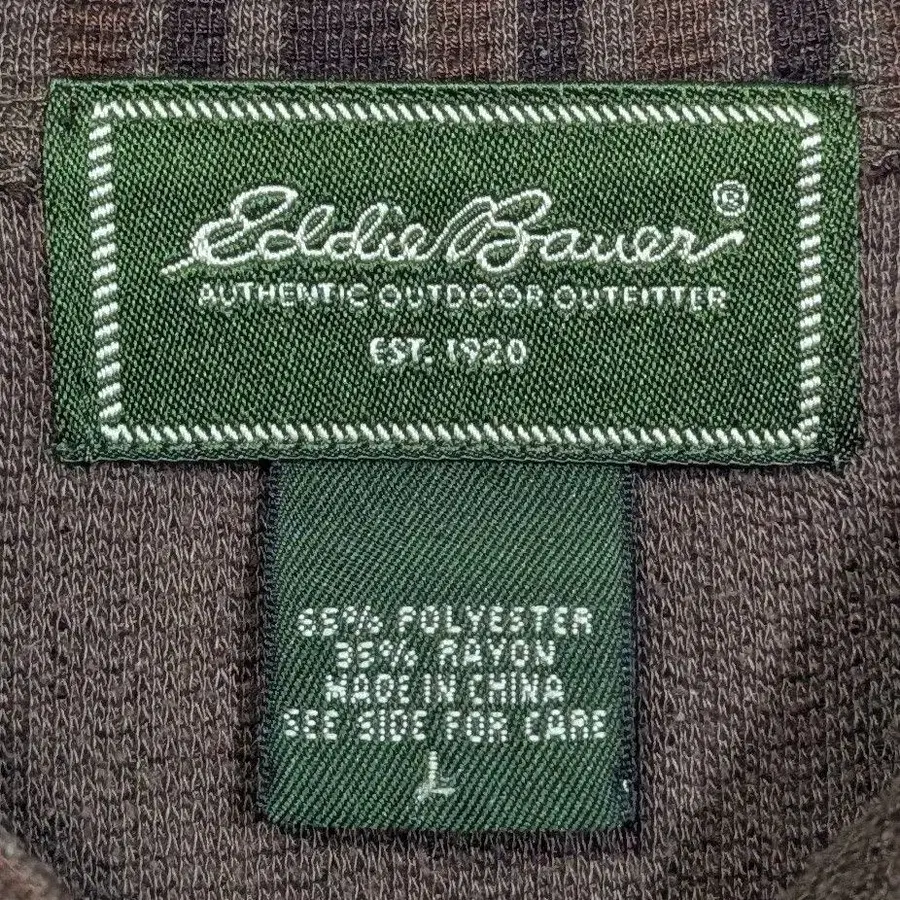 Eddie Bauer®
AUTHENTIC OUTDOOR OUTFITTER
EST. 1920
65% POLYESTER
35% RAYON
MADE IN CHINA
SEE SIDE FOR CARE
L